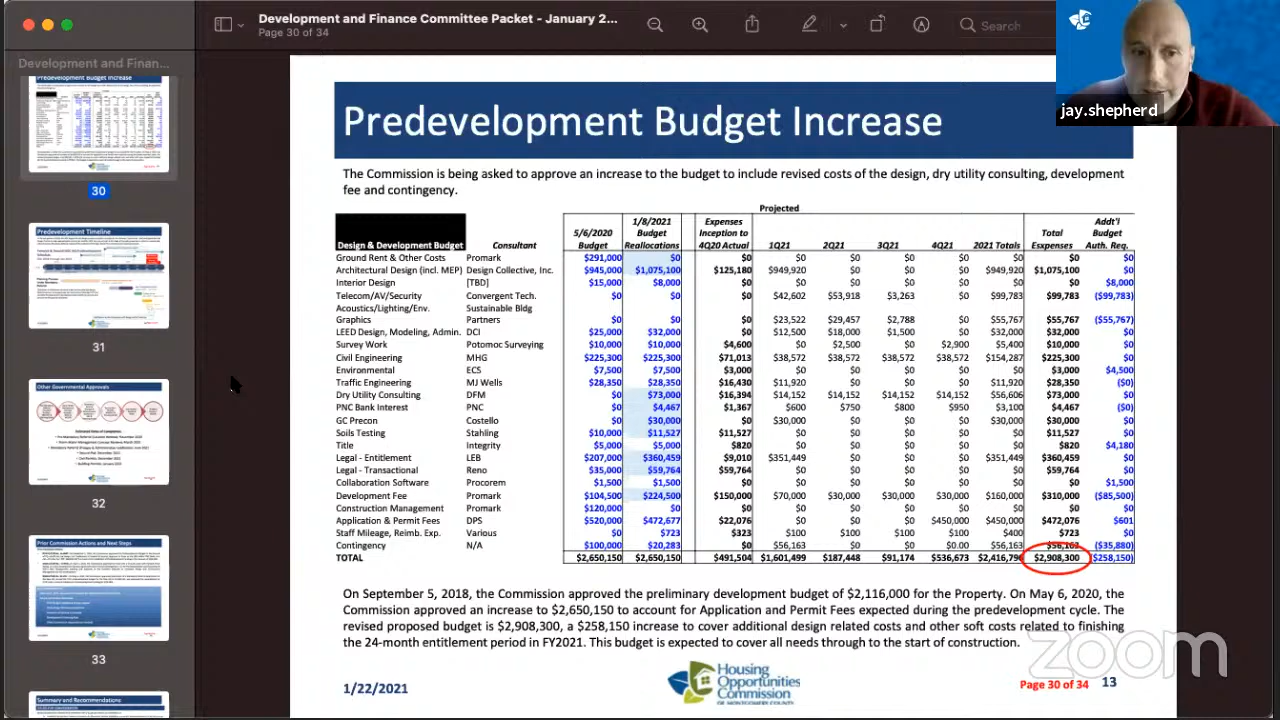 Development and Finance Committee Packet - January 2...
Page 30 of 34
Search
jay.shepherd
Development and Finan...
Predevelopment Budget Increase
30
Predevelopment Timeline
31
Other Governmental Approvals
32
Prior Commission Actions and Next Steps
33
Summary and Recommendations
Predevelopment Budget Increase
The Commission is being asked to approve an increase to the budget to include revised costs of the design, dry utility consulting, development
fee and contingency.
Projected
Design & Development Budget Consultant 5/6/2020 Budget 1/8/2021 Budget Reallocations Expenses Inception to 4Q20 Actual 1Q21 3Q21 2021 Totals Total Expenses Addt'l Budget Auth. Req.
Ground Rent & Other Costs Promark $291,000 $0 $0 $0 $0 $0 $0 $0 $0 $0
Architectural Design (incl. MEP) Design Collective, Inc. $945,000 $1,075,100 $125,180 $949,920 $0 $0 $0 $949,920 $1,075,100 $0
Interior Design [TBD] $15,000 $8,000 $0 $0 $0 $0 $0 $0 $0 $8,000
Telecom/AV/Security Convergent Tech. $0 $0 $0 $42,602 $53,918 $3,263 $0 $99,783 $99,783 ($99,783)
Acoustics/Lighting/Env. Sustainable Bldg
Graphics Partners $0 $0 $0 $23,522 $29,457 $2,788 $0 $55,767 $55,767 ($55,767)
LEED Design, Modeling, Admin. DCI $25,000 $32,000 $0 $12,500 $18,000 $1,500 $0 $32,000 $32,000 $0
Survey Work Potomoc Surveying $10,000 $10,000 $4,600 $0 $2,500 $0 $2,900 $5,400 $10,000 $0
Civil Engineering MHG $225,300 $225,300 $71,013 $38,572 $38,572 $38,572 $38,572 $154,287 $225,300 $0
Environmental ECS $7,500 $7,500 $3,000 $0 $0 $0 $0 $0 $3,000 $4,500
Traffic Engineering MJ Wells $28,350 $28,350 $16,430 $11,920 $0 $0 $0 $11,920 $28,350 ($0)
Dry Utility Consulting DFM $0 $73,000 $16,394 $14,152 $14,152 $14,152 $14,152 $56,606 $73,000 $0
PNC Bank Interest PNC $0 $4,467 $1,367 $600 $750 $800 $950 $3,100 $4,467 ($0)
GC Precon Costello $0 $30,000 $0 $30,000 $0 $0 $0 $30,000 $30,000 $0
Soils Testing Stahling $10,000 $11,527 $11,527 $0 $0 $0 $0 $0 $11,527 $0
Title Integrity $5,000 $5,000 $820 $0 $0 $0 $0 $0 $820 $4,180
Legal - Entitlement LEB $207,000 $360,459 $9,010 $351,449 $0 $0 $0 $351,449 $360,459 $0
Legal - Transactional Reno $35,000 $59,764 $59,764 $0 $0 $0 $0 $0 $59,764 $0
Collaboration Software Procorem $1,500 $1,500 $0 $0 $0 $0 $0 $0 $0 $1,500
Development Fee Promark $104,500 $224,500 $150,000 $70,000 $30,000 $30,000 $30,000 $160,000 $310,000 ($85,500)
Construction Management Promark $120,000 $0 $0 $0 $0 $0 $0 $0 $0 $0
Application & Permit Fees DPS $520,000 $472,677 $22,076 $0 $0 $0 $450,000 $450,000 $472,076 $601
Staff Mileage, Reimb. Exp. Various $0 $723 $323 $100 $100 $100 $100 $400 $723 $0
Contingency N/A $100,000 $20,283 $0 $56,163 $0 $0 $0.00 $56,163 $56,163 ($35,880)
TOTAL $2,650,150 $2,650,150 $491,504 $91,174 $536,673 $2,908,300 ($258,150)
On September 5, 2018, the Commission approved the preliminary development budget of $2,116,000 for the Property. On May 6, 2020, the
Commission approved an increase to $2,650,150 to account for Application and Permit Fees expected during the predevelopment cycle. The
revised proposed budget is $2,908,300, a $258,150 increase to cover additional design related costs and other soft costs related to finishing
the 24-month entitlement period in FY2021. This budget is expected to cover all needs through to the start of construction.
zoom
1/22/2021
Housing
Opportunities
Commission
OF MONTGOMERY COUNTY
Page 30 of 34 13